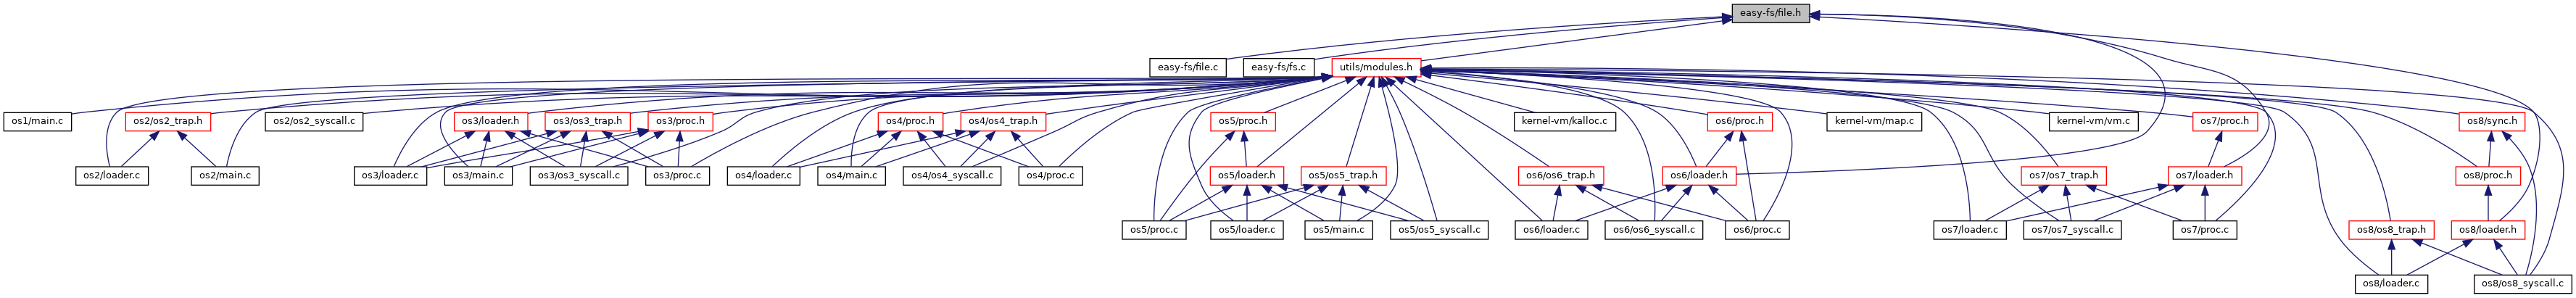 easy-fs/file.h
easy-fs/file.c
easy-fs/fs.c
utils/modules.h
os1/main.c
os2/os2_trap.h
os2/os2_syscall.c
os3/loader.h
os3/os3_trap.h
os3/proc.h
os4/proc.h
os4/os4_trap.h
os5/proc.h
kernel-vm/kalloc.c
os6/proc.h
kernel-vm/map.c
kernel-vm/vm.c
os7/proc.h
os8/sync.h
os2/loader.c
os2/main.c
os3/loader.c
os3/main.c
os3/os3_syscall.c
os3/proc.c
os4/loader.c
os4/main.c
os4/os4_syscall.c
os4/proc.c
os5/loader.h
os5/os5_trap.h
os6/os6_trap.h
os6/loader.h
os7/os7_trap.h
os7/loader.h
os8/proc.h
os5/proc.c
os5/loader.c
os5/main.c
os5/os5_syscall.c
os6/loader.c
os6/os6_syscall.c
os6/proc.c
os7/loader.c
os7/os7_syscall.c
os7/proc.c
os8/os8_trap.h
os8/loader.h
os8/loader.c
os8/os8_syscall.c